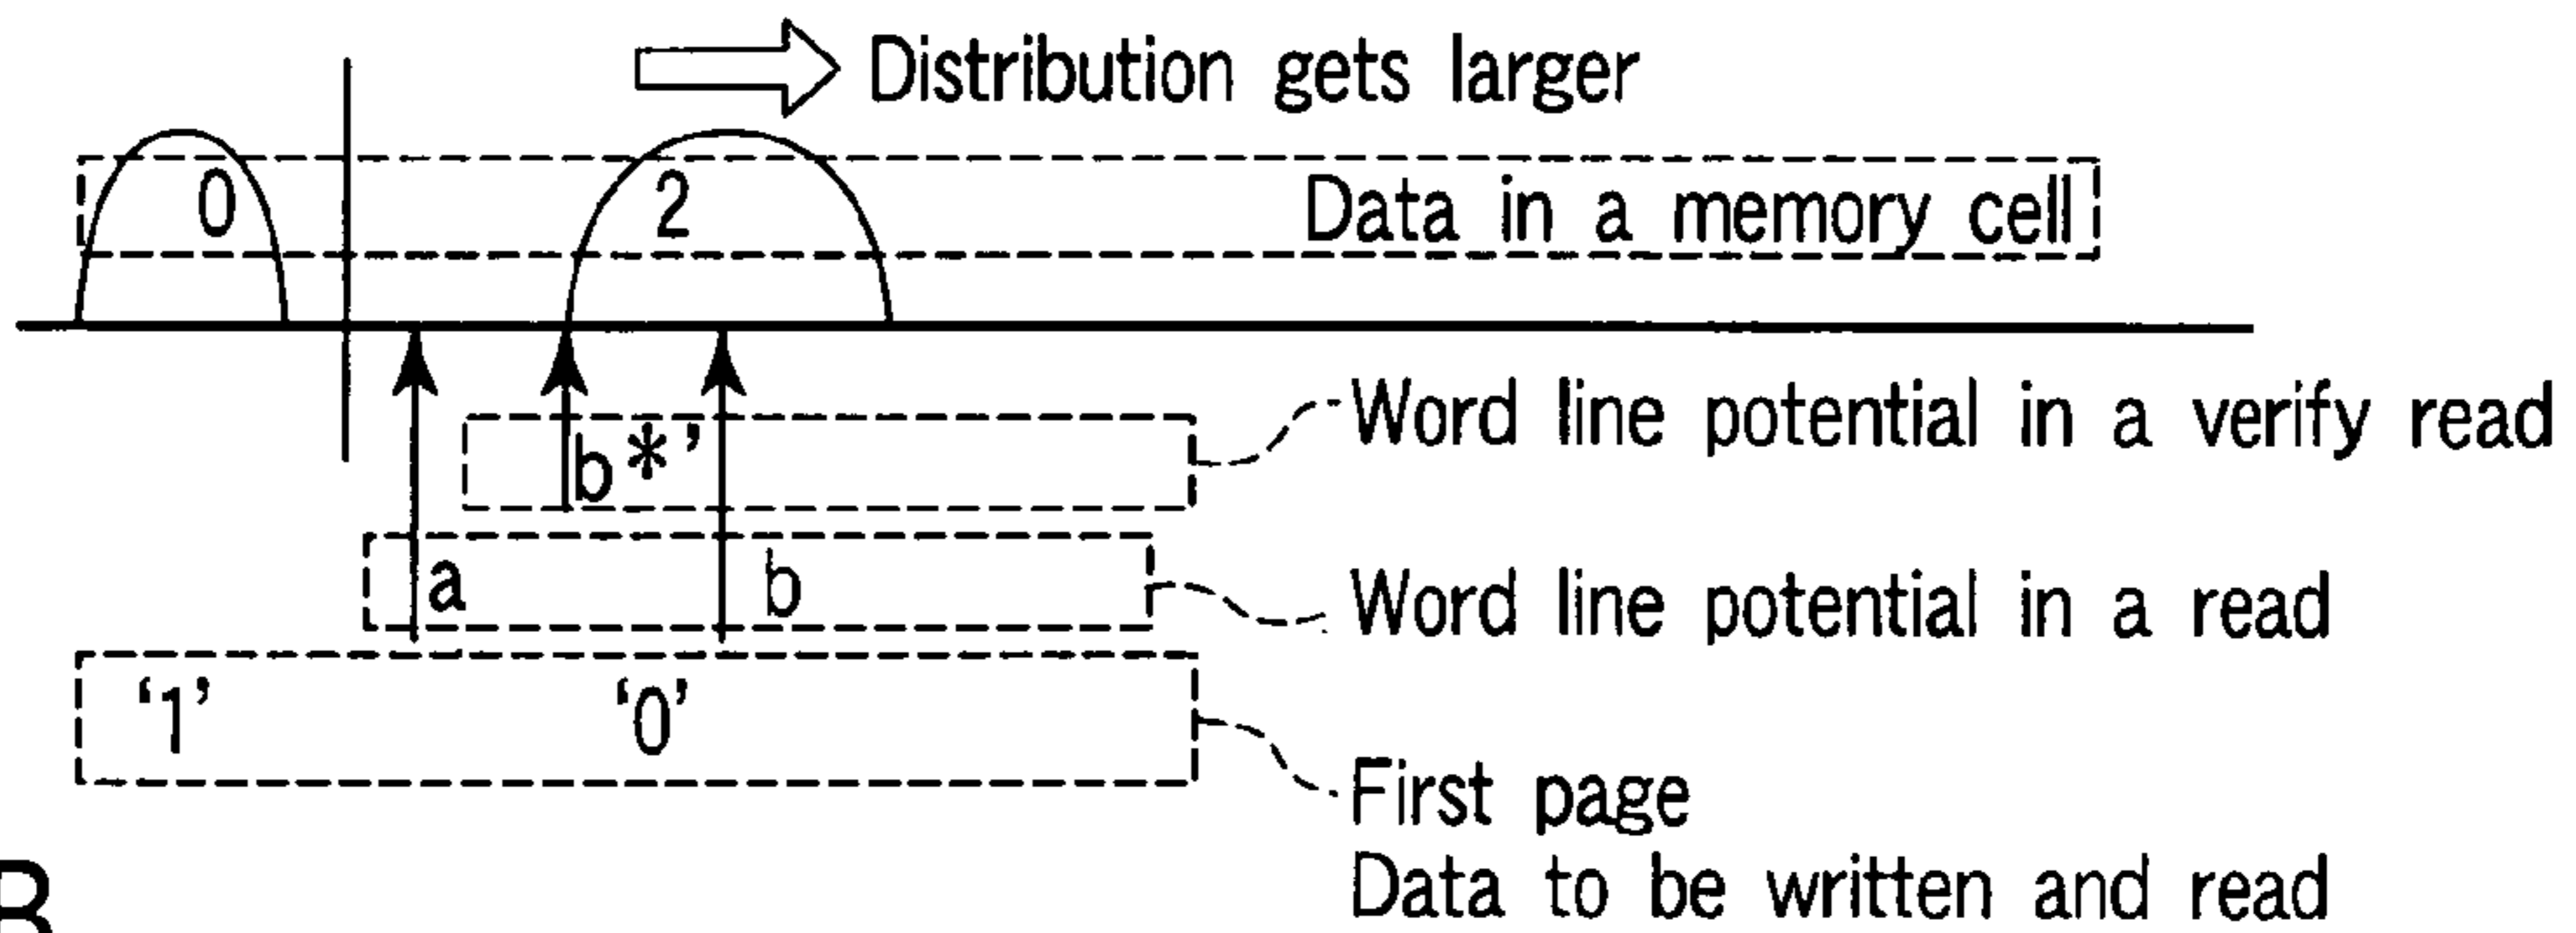 Distribution gets larger
0 2 Data in a memory cell
Word line potential in a verify read
b*’
a b
Word line potential in a read
‘1’ ‘0’
First page
Data to be written and read
B